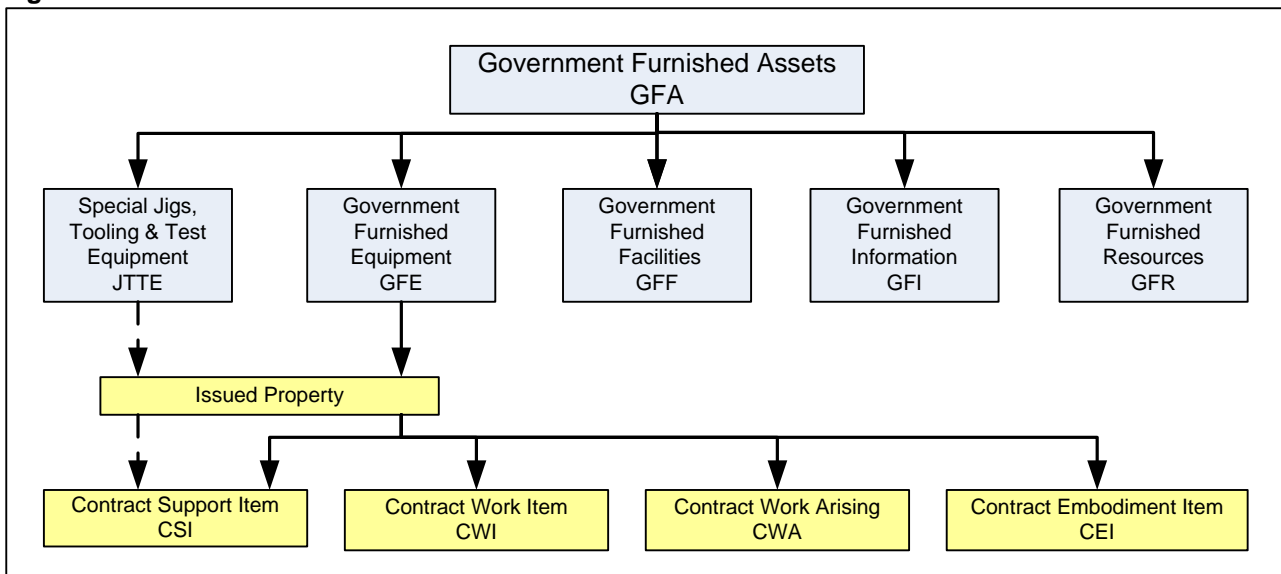 Government Furnished Assets
GFA
Special Jigs,
Tooling & Test
Equipment
JTTE
Government
Furnished
Equipment
GFE
Government
Furnished
Facilities
GFF
Government
Furnished
Information
GFI
Government
Furnished
Resources
GFR
Issued Property
Contract Support Item
CSI
Contract Work Item
CWI
Contract Work Arising
CWA
Contract Embodiment Item
CEI